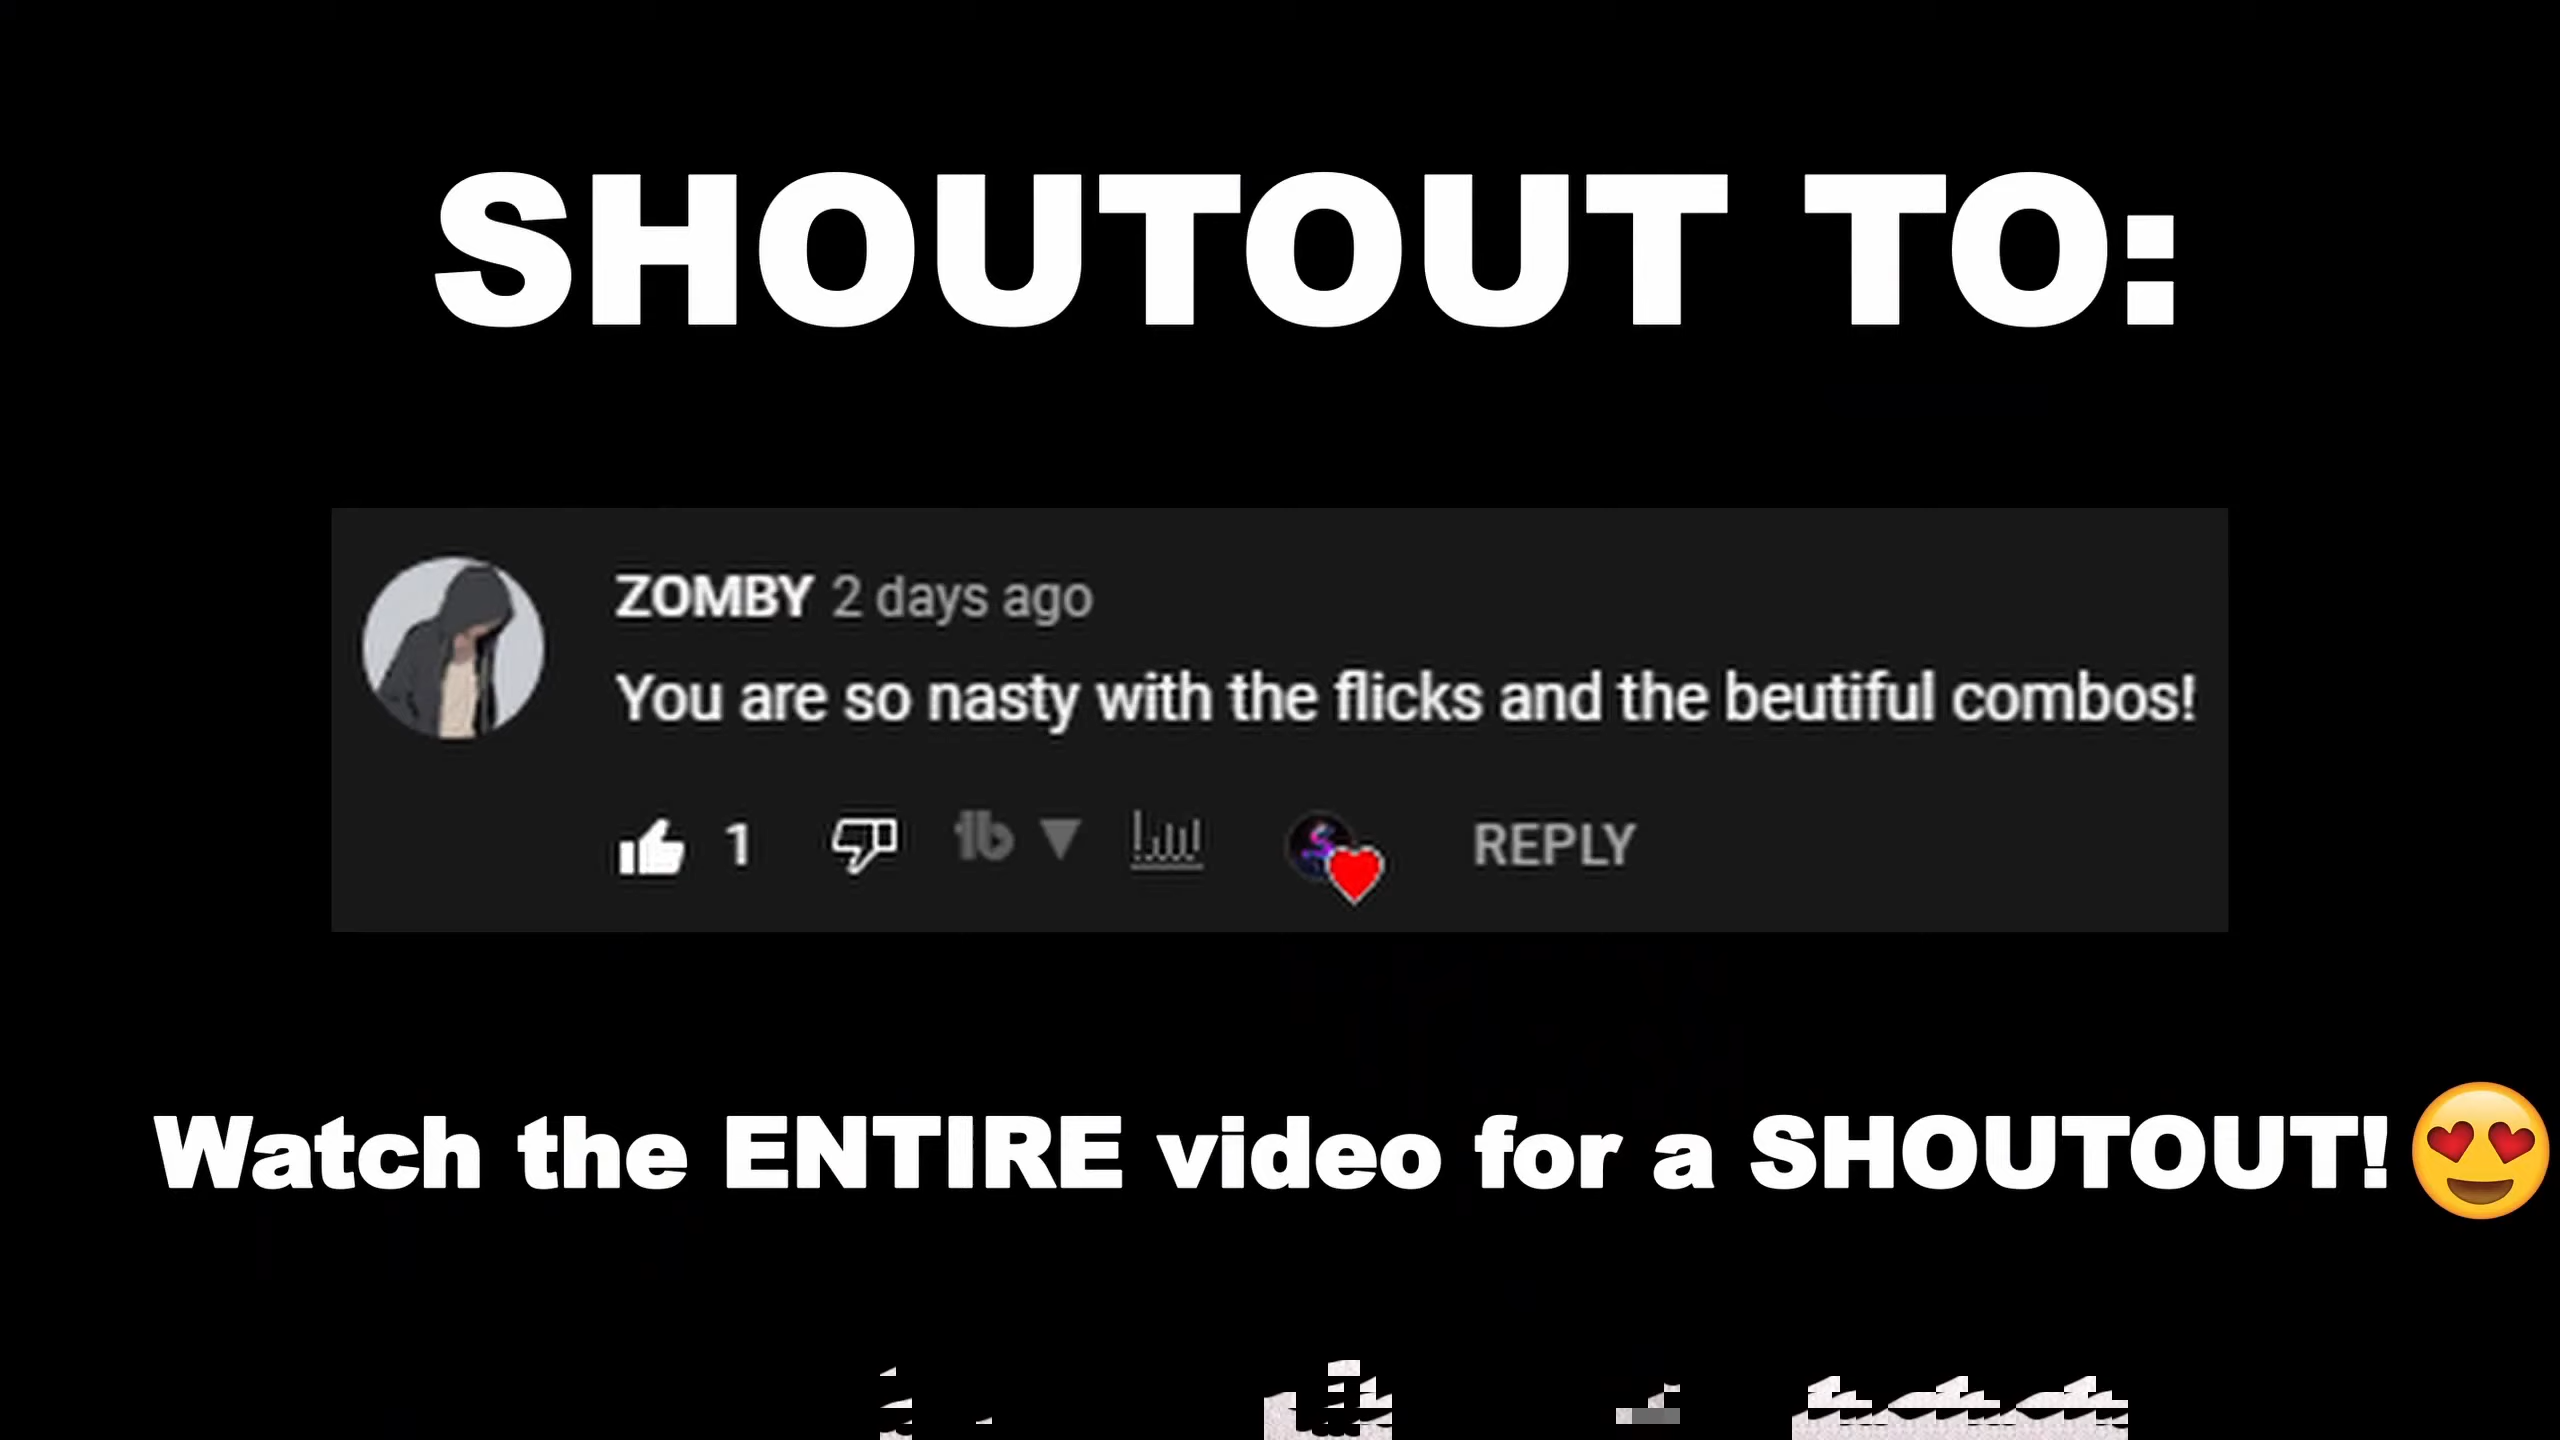 SHOUTOUT TO:
ZOMBY 2 days ago
You are so nasty with the flicks and the beutiful combos!
1 tb REPLY
Watch the ENTIRE video for a SHOUTOUT!😍